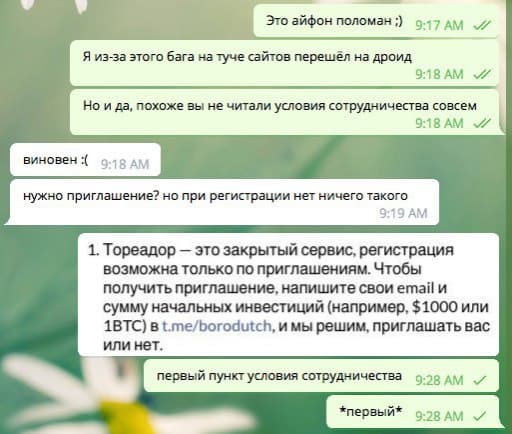 Это айфон поломан ;) 9:17 AM
Я из-за этого бага на туче сайтов перешёл на дроид
9:18 AM
Но и да, похоже вы не читали условия сотрудничества совсем
9:18 AM
виновен :( 9:18 AM
нужно приглашение? но при регистрации нет ничего такого
9:19 AM
1. Тореадор — это закрытый сервис, регистрация
возможна только по приглашениям. Чтобы
получить приглашение, напишите свои email и
сумму начальных инвестиций (например, $1000 или
1BTC) в t.me/borodutch, и мы решим, приглашать вас
или нет.
первый пункт условия сотрудничества 9:28 AM
*первый* 9:28 AM